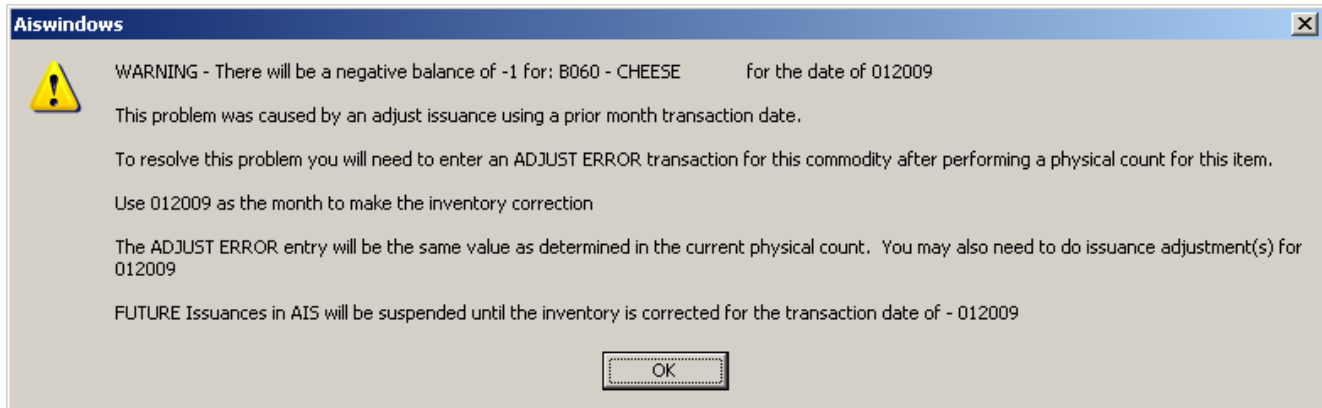 Aiswindows
WARNING - There will be a negative balance of -1 for: B060 - CHEESE for the date of 012009
This problem was caused by an adjust issuance using a prior month transaction date.
To resolve this problem you will need to enter an ADJUST ERROR transaction for this commodity after performing a physical count for this item.
Use 012009 as the month to make the inventory correction
The ADJUST ERROR entry will be the same value as determined in the current physical count. You may also need to do issuance adjustment(s) for
012009
FUTURE Issuances in AIS will be suspended until the inventory is corrected for the transaction date of - 012009
OK